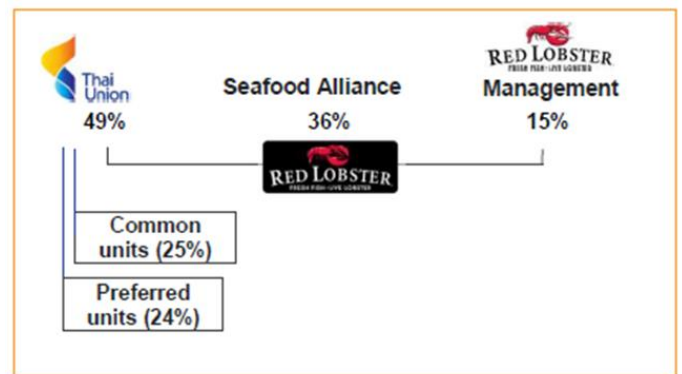 Thai
Union
49%
Seafood Alliance
36%
RED LOBSTER
FRESH FISH • LIVE LOBSTER
Management
15%
RED LOBSTER
FRESH FISH • LIVE LOBSTER
Common
units (25%)
Preferred
units (24%)